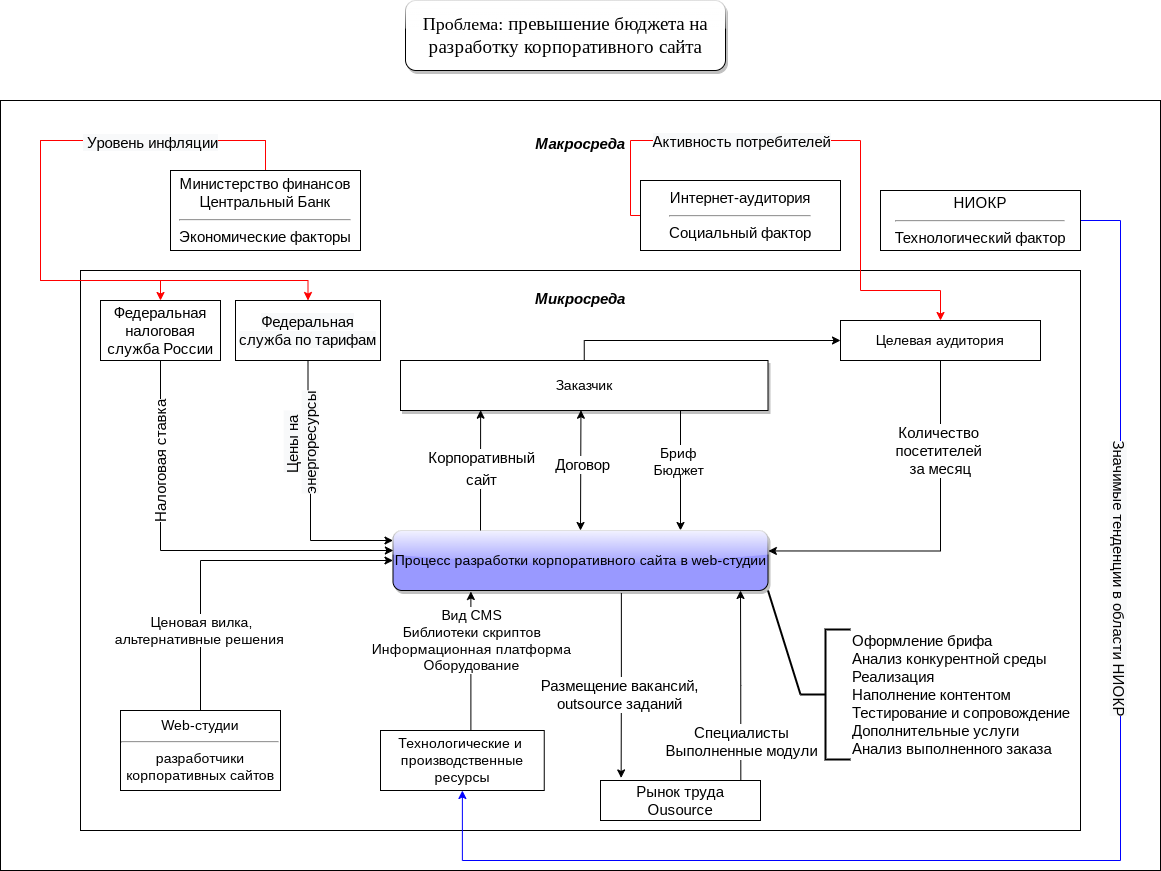 Проблема: превышение бюджета на
разработку корпоративного сайта
Уровень инфляции
Макросреда
Активность потребителей
Министерство финансов
Центральный Банк
Экономические факторы
Интернет-аудитория
Социальный фактор
НИОКР
Технологический фактор
Микросреда
Федеральная
налоговая
служба России
Федеральная
служба по тарифам
Целевая аудитория
Заказчик
Налоговая ставка
Цены на
энергоресурсы
Корпоративный
сайт
Договор
Бриф
Бюджет
Количество
посетителей
за месяц
Значимые тенденции в области НИОКР
Процесс разработки корпоративного сайта в web-студии
Ценовая вилка,
альтернативные решения
Вид CMS
Библиотеки скриптов
Информационная платформа
Оборудование
Размещение вакансий,
outsource заданий
Специалисты
Выполненные модули
Оформление брифа
Анализ конкурентной среды
Реализация
Наполнение контентом
Тестирование и сопровождение
Дополнительные услуги
Анализ выполненного заказа
Web-студии
разработчики
корпоративных сайтов
Технологические и
производственные
ресурсы
Рынок труда
Ousource